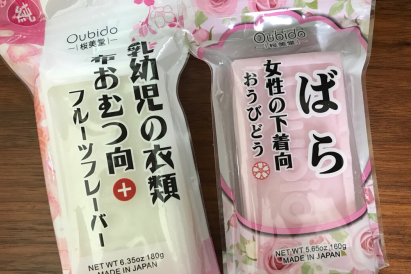 Oubido
桜美堂
乳幼児の衣類
布おむつ向
フルーツフレーバー
NET WT 6.35oz 180g
MADE IN JAPAN
Oubido
桜美堂
ばら
女性の下着向
おうびどう
NET WT. 5.65oz 160g
MADE IN JAPAN